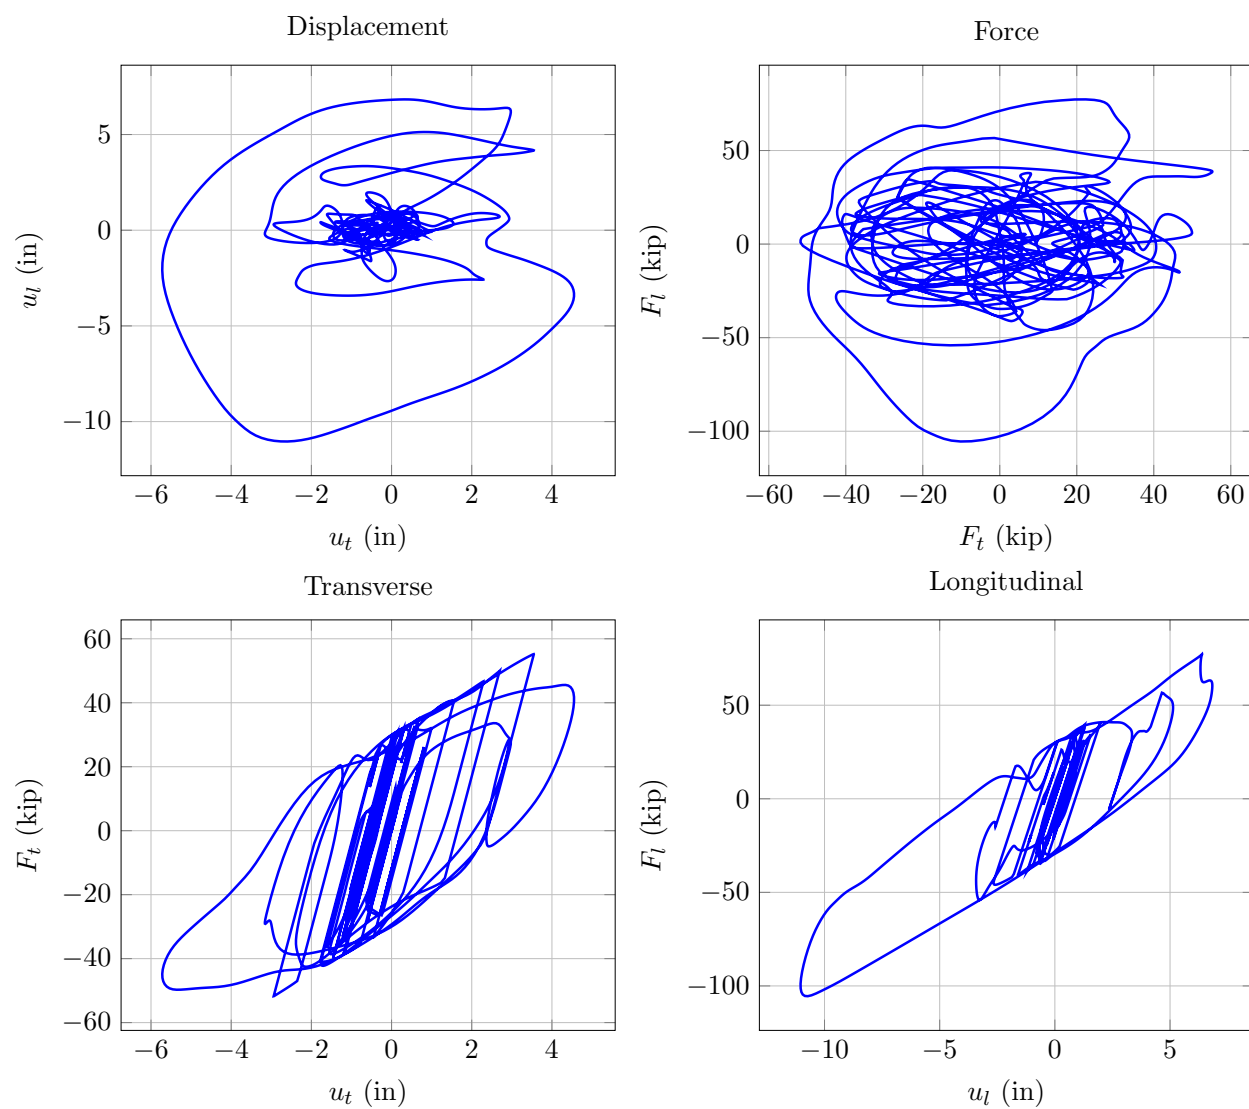 Displacement
5
0
−5
−10
−6 −4 −2 0 2 4
u_l (in)
u_t (in)
Force
50
0
−50
−100
−60 −40 −20 0 20 40 60
F_l (kip)
F_t (kip)
Transverse
60
40
20
0
−20
−40
−60
−6 −4 −2 0 2 4
F_t (kip)
u_t (in)
Longitudinal
50
0
−50
−100
−10 −5 0 5
F_l (kip)
u_l (in)